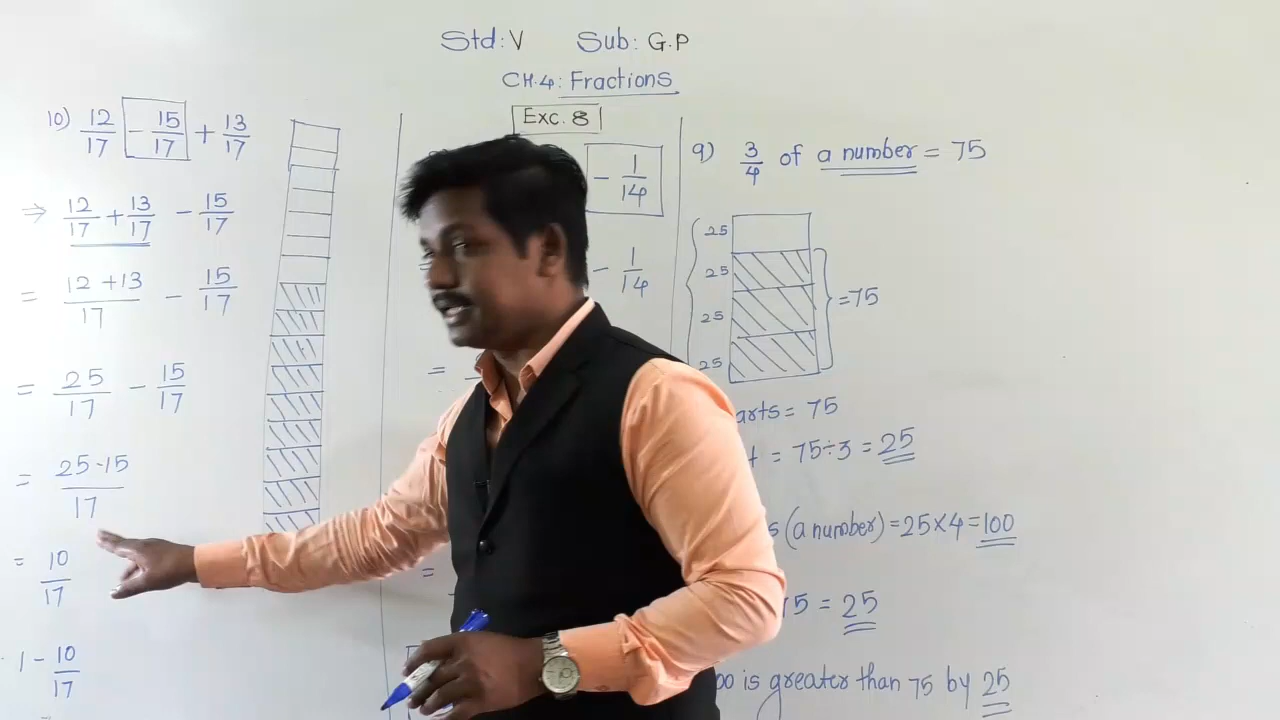 Std: V Sub: G.P
CH.4: Fractions
Exc. 8
10) 12/17 - 15/17 + 13/17
⇒ 12/17 + 13/17 - 15/17
= 12+13/17 - 15/17
= 25/17 - 15/17
= 25-15/17
= 10/17
1 - 10/17
- 1/14
- 1/14
=
=
9) 3/4 of a number = 75
25
25
25
25
=75
= 75
= 75÷3 = 25
(a number) = 25×4 = 100
= 25
is greater than 75 by 25